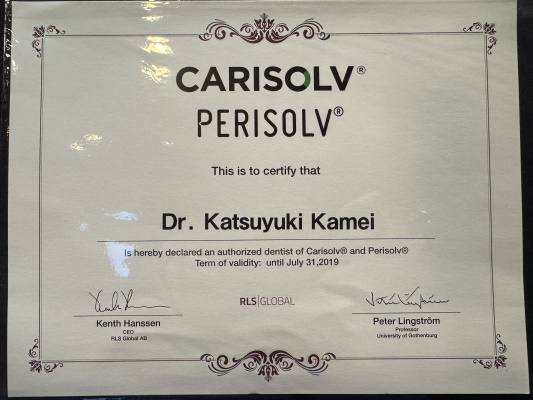 CARISOLV®
PERISOLV®
This is to certify that
Dr. Katsuyuki Kamei
Is hereby declared an authorized dentist of Carisolv® and Perisolv®
Term of validity: until July 31,2019
RLS|GLOBAL
Kenth Hanssen
CEO
RLS Global AB
Peter Lingström
Professor
University of Gothenburg